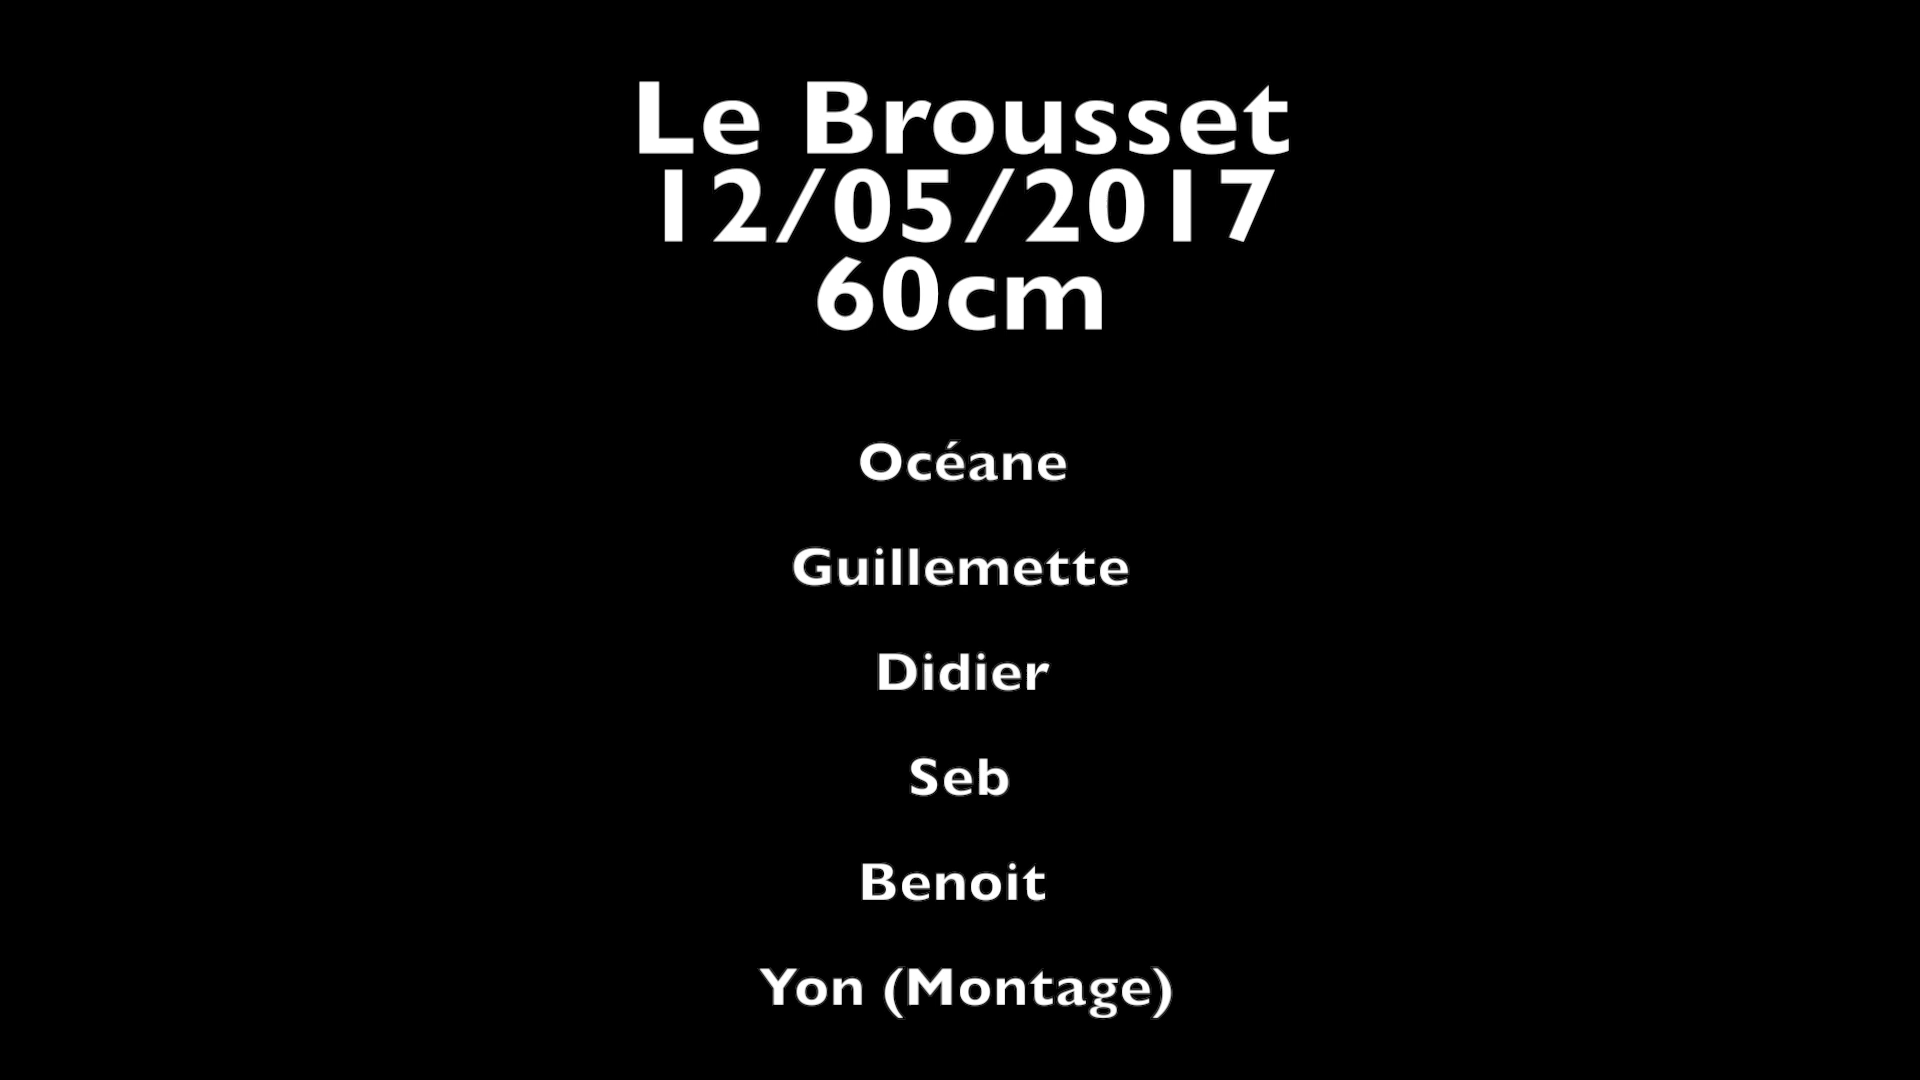 Le Brousset
12/05/2017
60cm
Océane
Guillemette
Didier
Seb
Benoit
Yon (Montage)